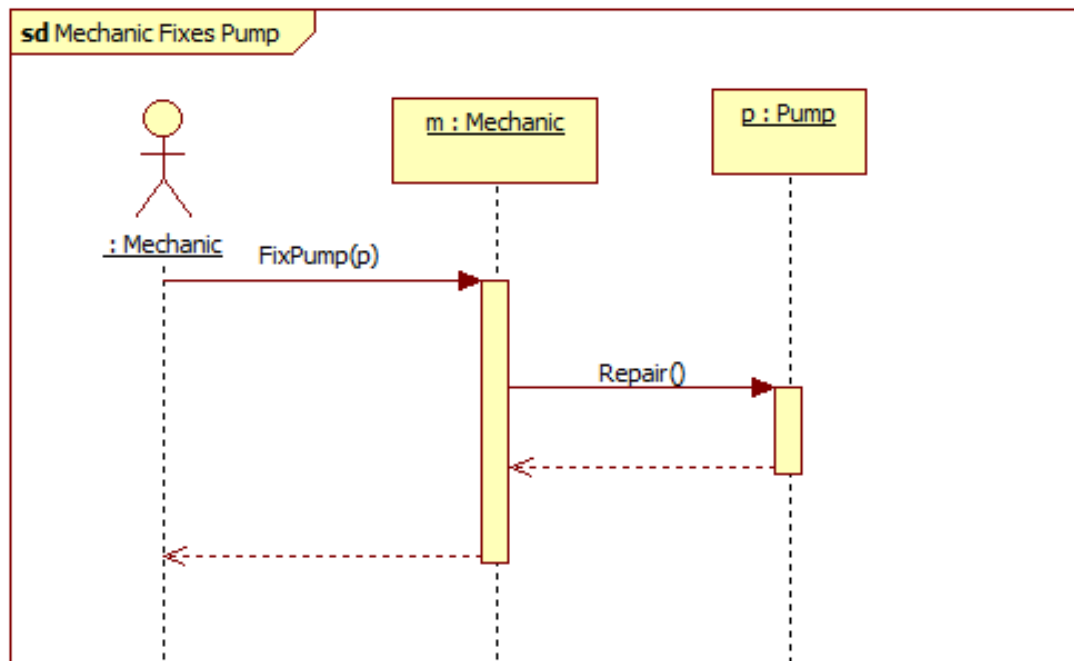 sd Mechanic Fixes Pump
m : Mechanic
p : Pump
: Mechanic
FixPump(p)
Repair()